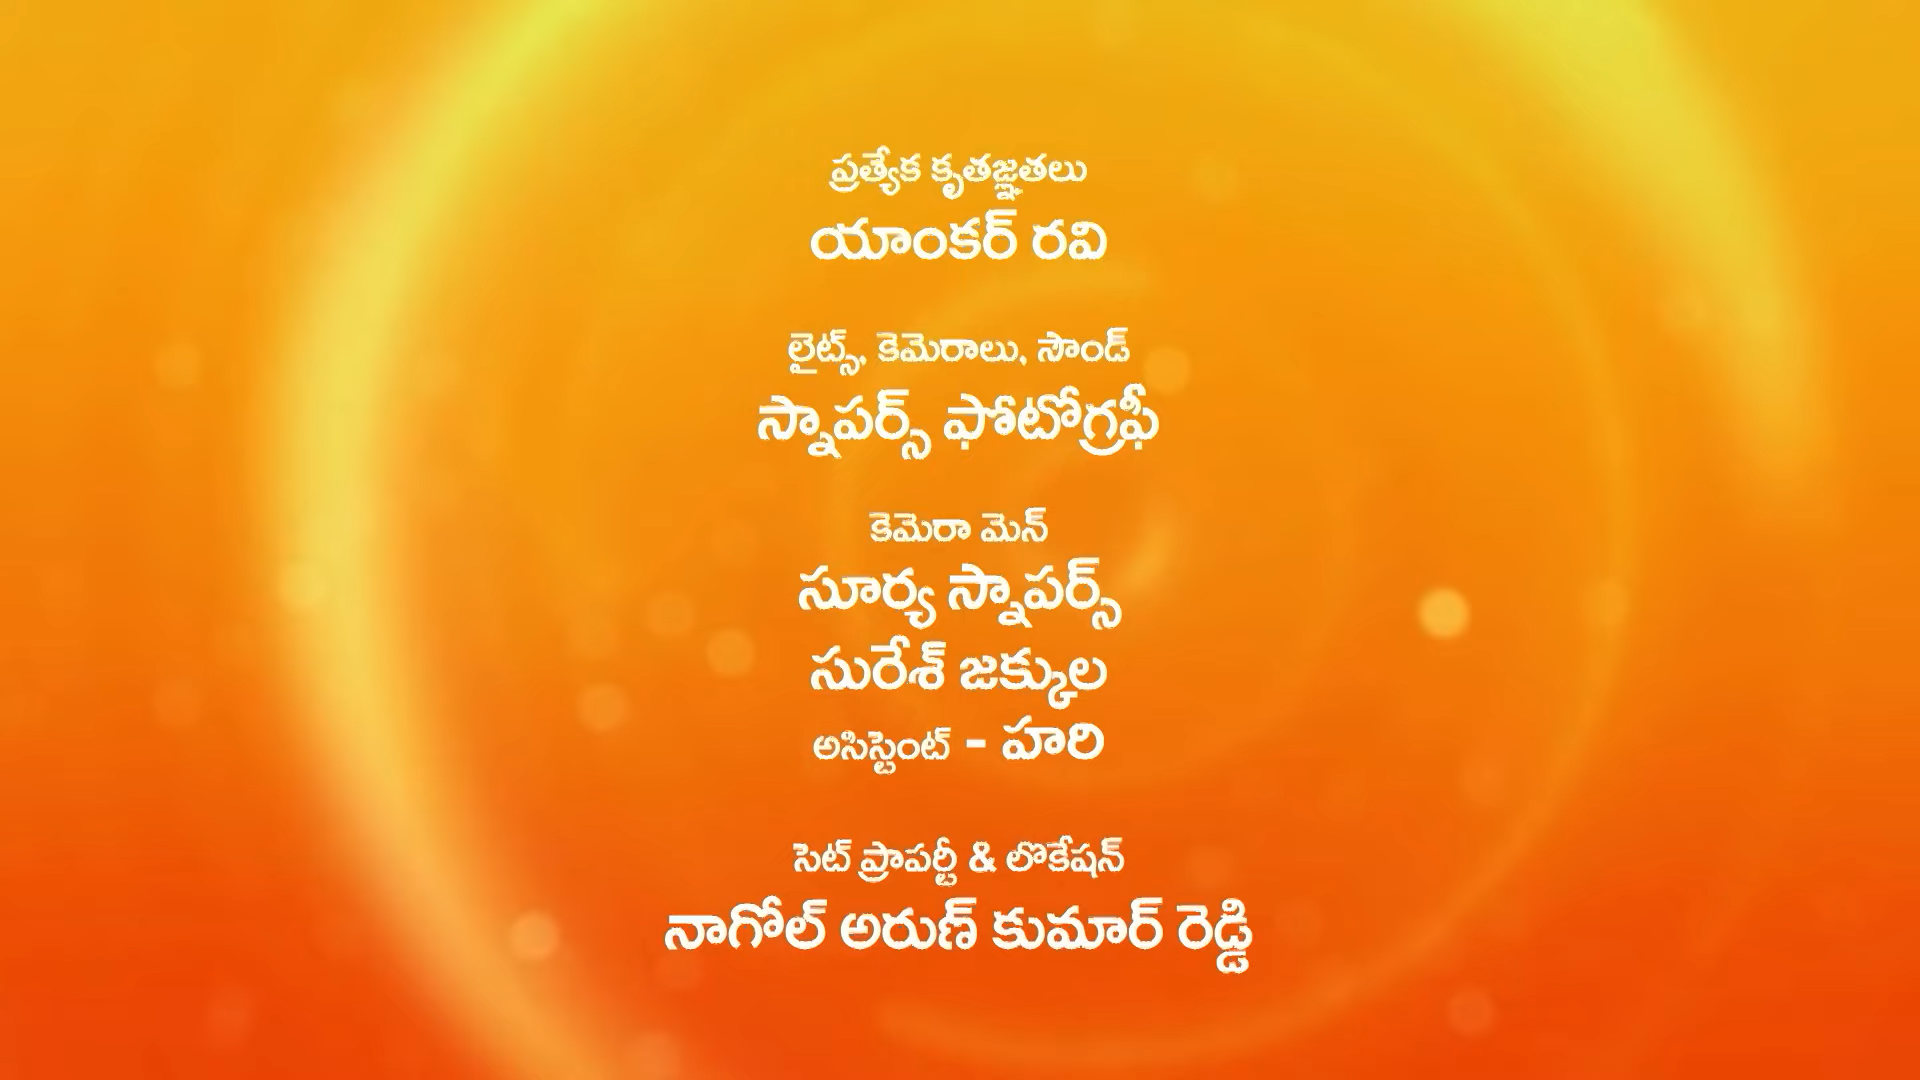 ప్రత్యేక కృతజ్ఞతలు
యాంకర్ రవి
లైట్స్, కెమెరాలు, సౌండ్
స్నాపర్స్ ఫోటోగ్రఫీ
కెమెరా మెన్
సూర్య స్నాపర్స్
సురేశ్ జక్కుల
అసిస్టెంట్ - హరి
సెట్ ప్రాపర్టీ & లొకేషన్
నాగోల్ అరుణ్ కుమార్ రెడ్డి